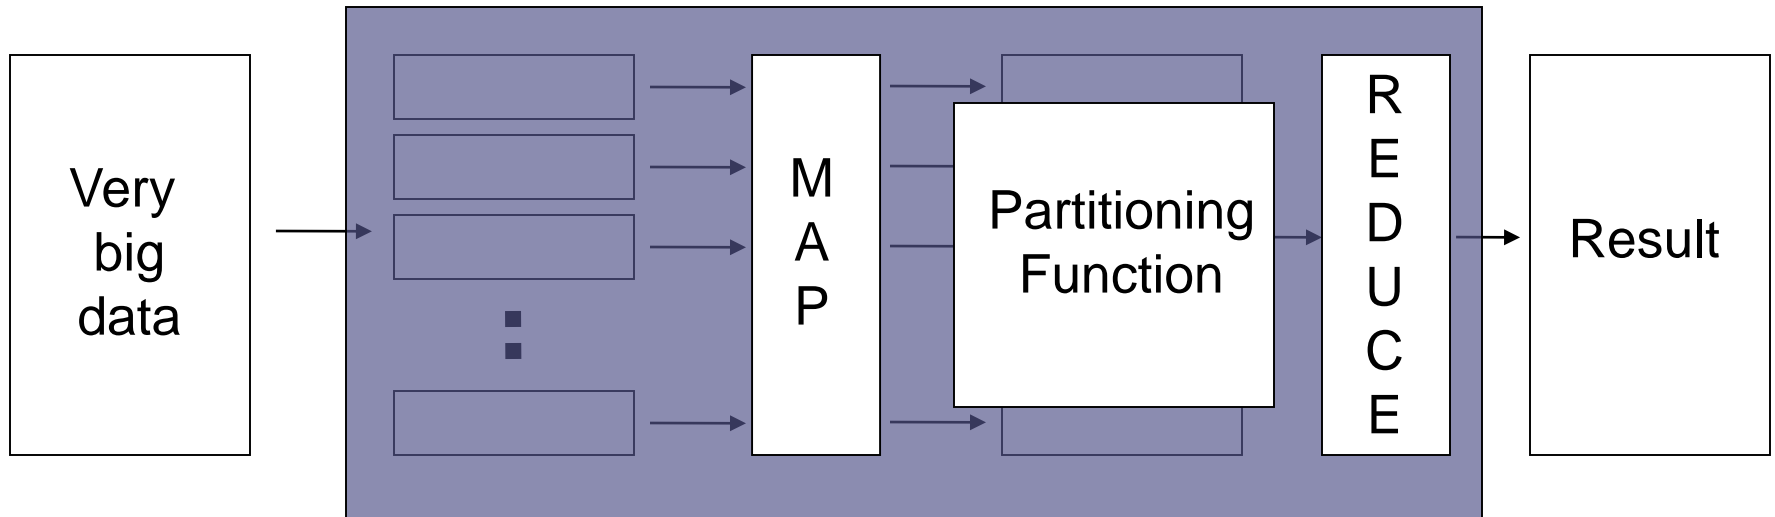 Very
big
data
M
A
P
Partitioning
Function
R
E
D
U
C
E
Result